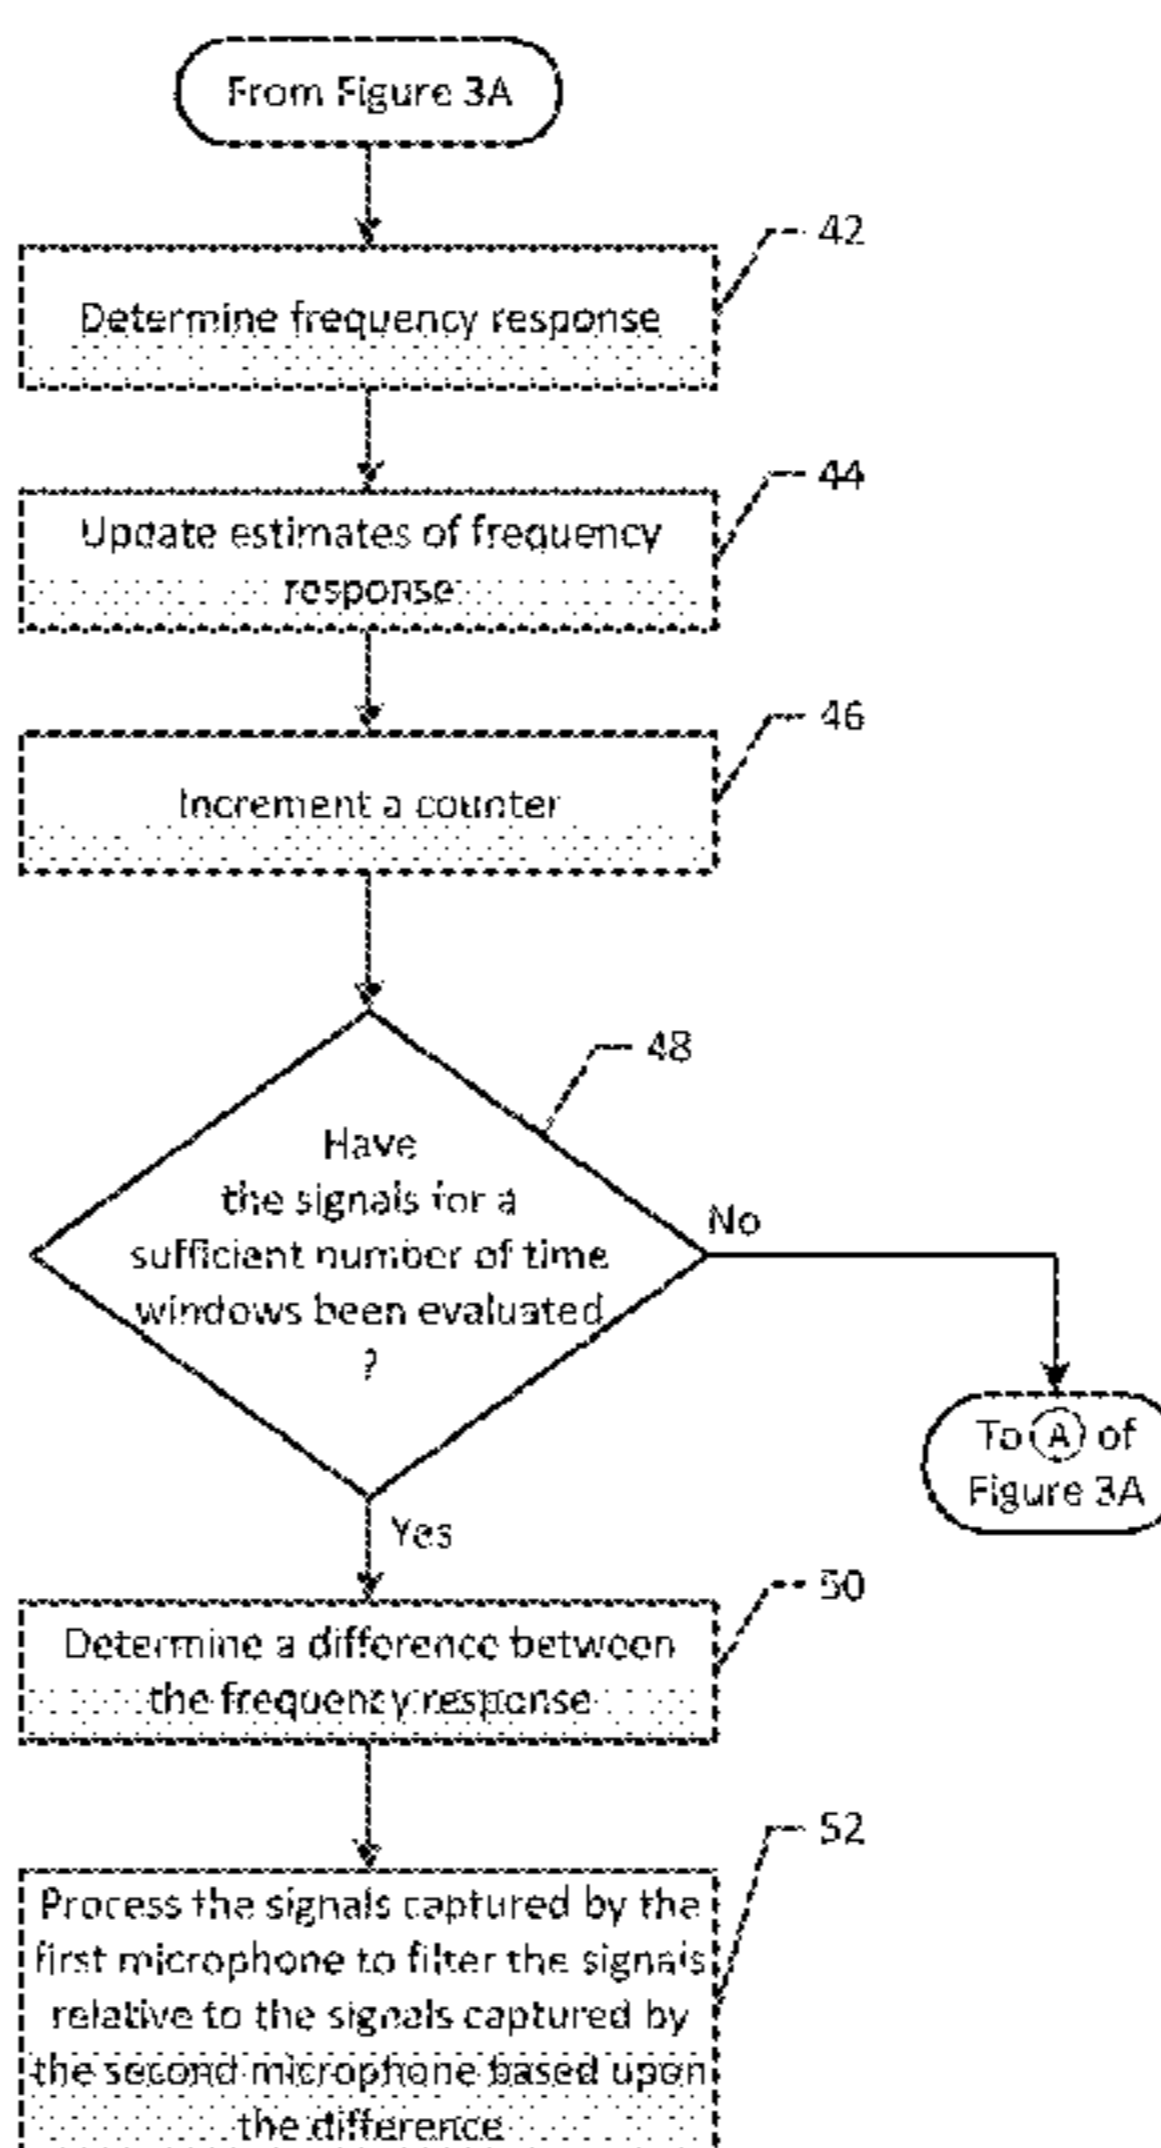 From Figure 3A
42
Determine frequency response
44
Update estimates of frequency
response
46
Increment a counter
48
Have
the signals for a
sufficient number of time
windows been evaluated
?
No
To A of
Figure 3A
Yes
50
Determine a difference between
the frequency response
52
Process the signals captured by the
first microphone to filter the signals
relative to the signals captured by
the second microphone based upon
the difference